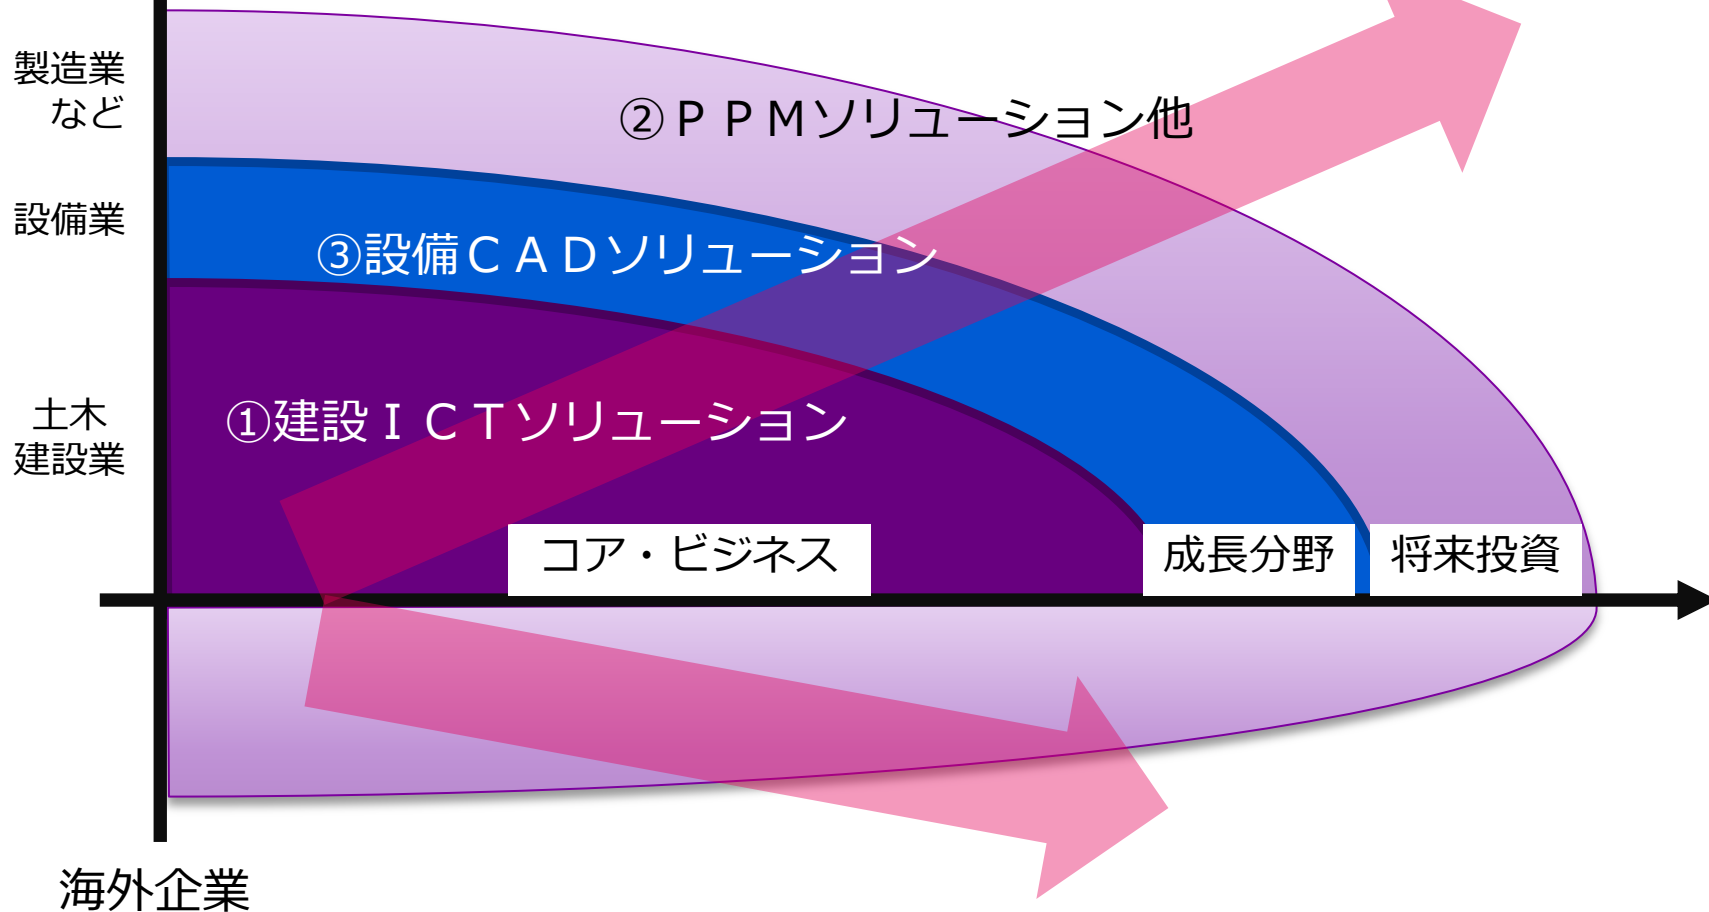 製造業
など
②ＰＰＭソリューション他
設備業
③設備ＣＡＤソリューション
土木
建設業
①建設ＩＣＴソリューション
コア・ビジネス
成長分野
将来投資
海外企業